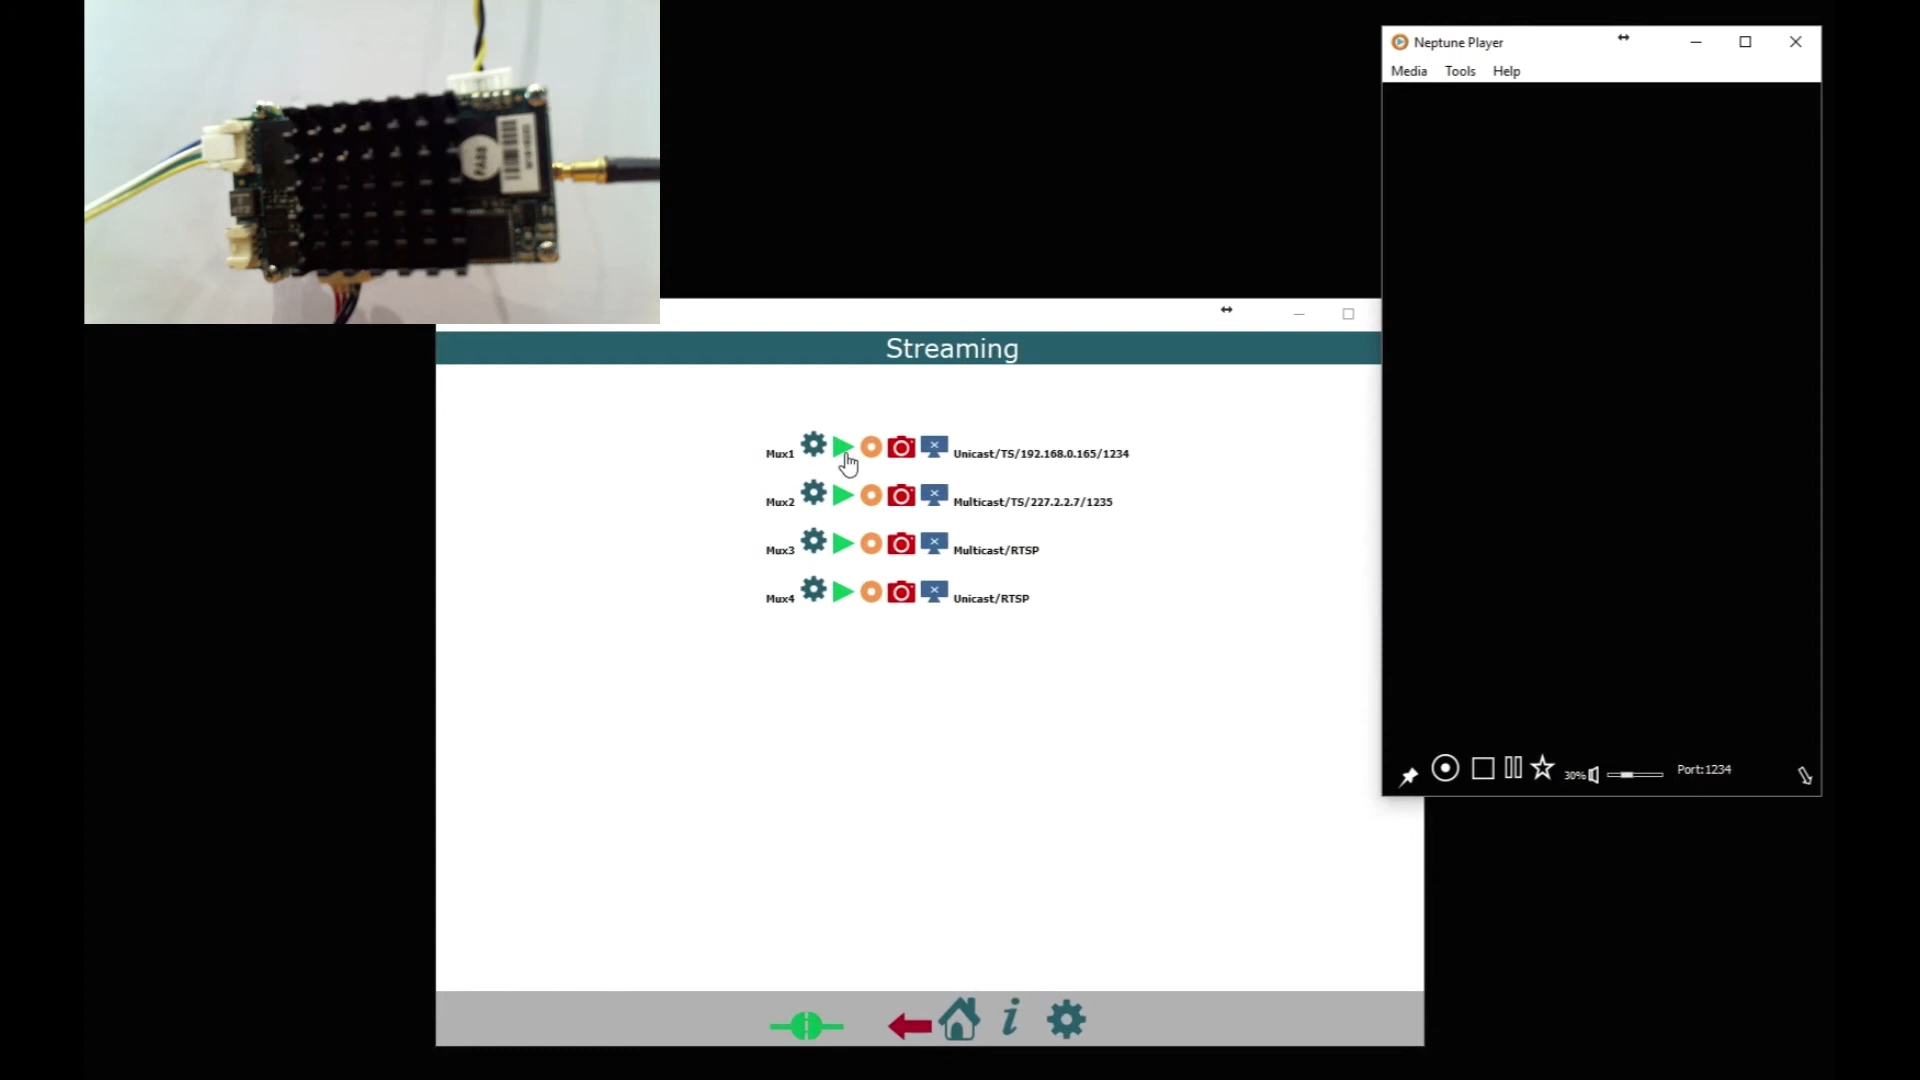 PASS
Neptune Player
Media Tools Help
Streaming
Mux1 Unicast/TS/192.168.0.165/1234
Mux2 Multicast/TS/227.2.2.7/1235
Mux3 Multicast/RTSP
Mux4 Unicast/RTSP
30% Port:1234
i